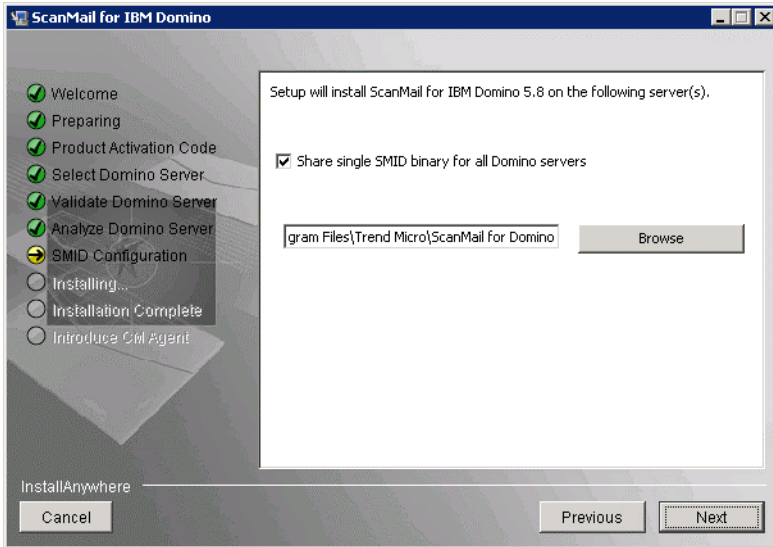 ScanMail for IBM Domino
Welcome
Preparing
Product Activation Code
Select Domino Server
Validate Domino Server
Analyze Domino Server
SMID Configuration
Installing...
Installation Complete
Introduce CM Agent
Setup will install ScanMail for IBM Domino 5.8 on the following server(s).
Share single SMID binary for all Domino servers
gram Files\Trend Micro\ScanMail for Domino
Browse
InstallAnywhere
Cancel
Previous
Next